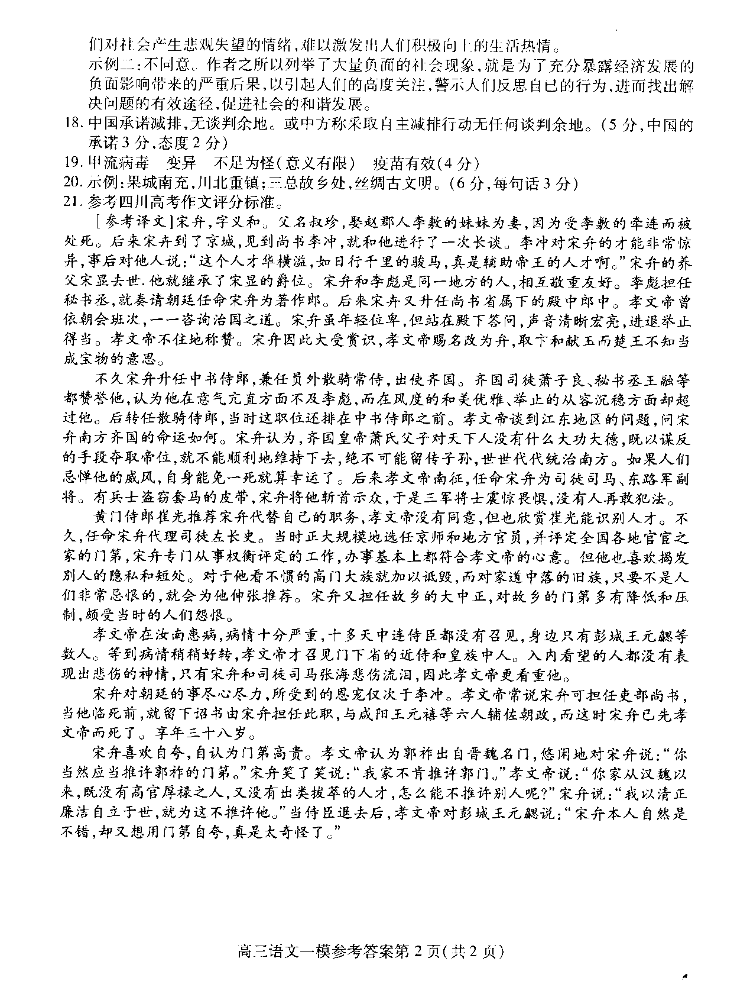 们对社会产生悲观失望的情绪,难以激发出人们积极向上的生活热情。
示例二:不同意。作者之所以列举了大量负面的社会现象,就是为了充分暴露经济发展的
负面影响带来的严重后果,以引起人们的高度关注,警示人们反思自己的行为,进而找出解
决问题的有效途径,促进社会的和谐发展。
18. 中国承诺减排,无谈判余地。或中方称采取自主减排行动无任何谈判余地。(5 分,中国的
承诺 3 分,态度 2 分)
19. 甲流病毒 变异 不足为怪(意义有限) 疫苗有效(4 分)
20. 示例:果城南充,川北重镇;三总故乡处,丝绸古文明。(6 分,每句话 3 分)
21. 参考四川高考作文评分标准。
[参考译文]宋弁,字义和。父名叔珍,娶赵郡人李敷的妹妹为妻,因为受李敷的牵连而被
处死。后来宋弁到了京城,见到尚书李冲,就和他进行了一次长谈。李冲对宋弁的才能非常惊
异,事后对他人说:“这个人才华横溢,如日行千里的骏马,真是辅助帝王的人才啊。”宋弁的养
父宋显去世.他就继承了宋显的爵位。宋弁和李彪是同一地方的人,相互敬重友好。李彪担任
秘书丞,就奏请朝廷任命宋弁为著作郎。后来宋弁又升任尚书省属下的殿中郎中。孝文帝曾
依朝会班次,一一咨询治国之道。宋弁虽年轻位卑,但站在殿下答问,声音清晰宏亮,进退举止
得当。孝文帝不住地称赞。宋弁因此大受赏识,孝文帝赐名改为弁,取卞和献玉而楚王不知当
成宝物的意思。
不久宋弁升任中书侍郎,兼任员外散骑常侍,出使齐国。齐国司徒萧子良、秘书丞王融等
都赞誉他,认为他在意气亢直方面不及李彪,而在风度的和美优雅、举止的从容沉稳方面却超
过他。后转任散骑侍郎,当时这职位还排在中书侍郎之前。孝文帝谈到江东地区的问题,问宋
弁南方齐国的命运如何。宋弁认为,齐国皇帝萧氏父子对天下人没有什么大功大德,既以谋反
的手段夺取帝位,就不能顺利地维持下去,绝不可能留传子孙,世世代代统治南方。如果人们
忌惮他的威风,自身能免一死就算幸运了。后来孝文帝南征,任命宋弁为司徒司马、东路军副
将。有兵士盗窃套马的皮带,宋弁将他斩首示众,于是三军将士震惊畏惧,没有人再敢犯法。
黄门侍郎崔光推荐宋弁代替自己的职务,孝文帝没有同意,但也欣赏崔光能识别人才。不
久,任命宋弁代理司徒左长史。当时正大规模地选任京师和地方官员,并评定全国各地官宦之
家的门第,宋弁专门从事权衡评定的工作,办事基本上都符合孝文帝的心意。但他也喜欢揭发
别人的隐私和短处。对于他看不惯的高门大族就加以诋毁,而对家道中落的旧族,只要不是人
们非常忌恨的,就会为他伸张推荐。宋弁又担任故乡的大中正,对故乡的门第多有降低和压
制,颇受当时的人们怨恨。
孝文帝在汝南患病,病情十分严重,十多天中连侍臣都没有召见,身边只有彭城王元勰等
数人。等到病情稍稍好转,孝文帝才召见门下省的近侍和皇族中人。入内看望的人都没有表
现出悲伤的神情,只有宋弁和司徒司马张海悲伤流泪,因此孝文帝更看重他。
宋弁对朝廷的事尽心尽力,所受到的恩宠仅次于李冲。孝文帝常说宋弁可担任吏部尚书,
当他临死前,就留下诏书由宋弁担任此职,与咸阳王元禧等六人辅佐朝政,而这时宋弁已先孝
文帝而死了。享年三十八岁。
宋弁喜欢自夸,自认为门第高贵。孝文帝认为郭祚出自晋魏名门,悠闲地对宋弁说:“你
当然应当推许郭祚的门第。”宋弁笑了笑说:“我家不肯推许郭门。”孝文帝说:“你家从汉魏以
来,既没有高官厚禄之人,又没有出类拔萃的人才,怎么能不推许别人呢?”宋弁说:“我以清正
廉洁自立于世,就为这不推许他。”当侍臣退去后,孝文帝对彭城王元勰说:“宋弁本人自然是
不错,却又想用门第自夸,真是太奇怪了。”
高三语文一模参考答案第 2 页(共 2 页)